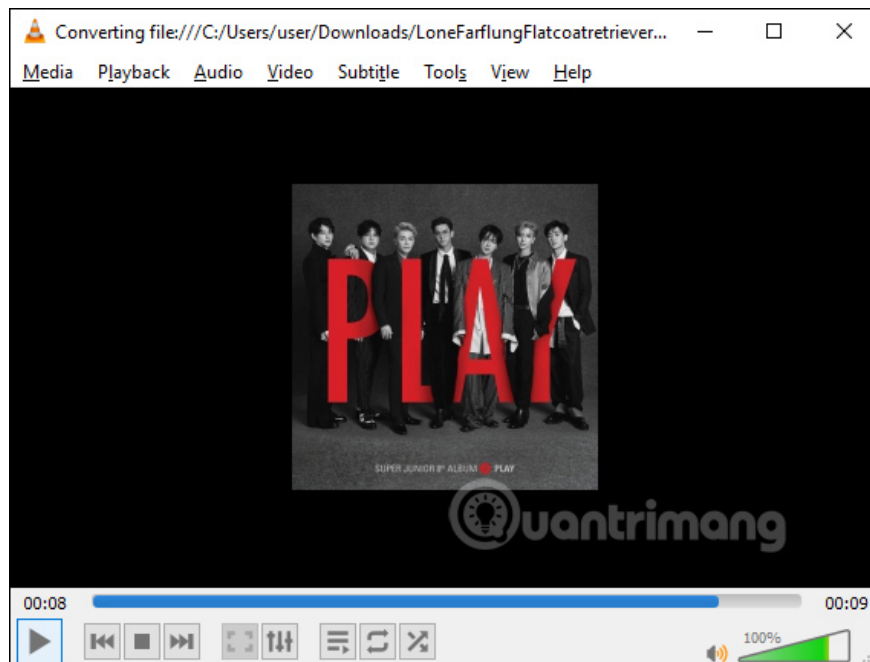 Converting file:///C:/Users/user/Downloads/LoneFarflungFlatcoatretriever...
Media Playback Audio Video Subtitle Tools View Help
PLAY
SUPER JUNIOR 8th ALBUM PLAY
Quantrimang
00:08 00:09
100%